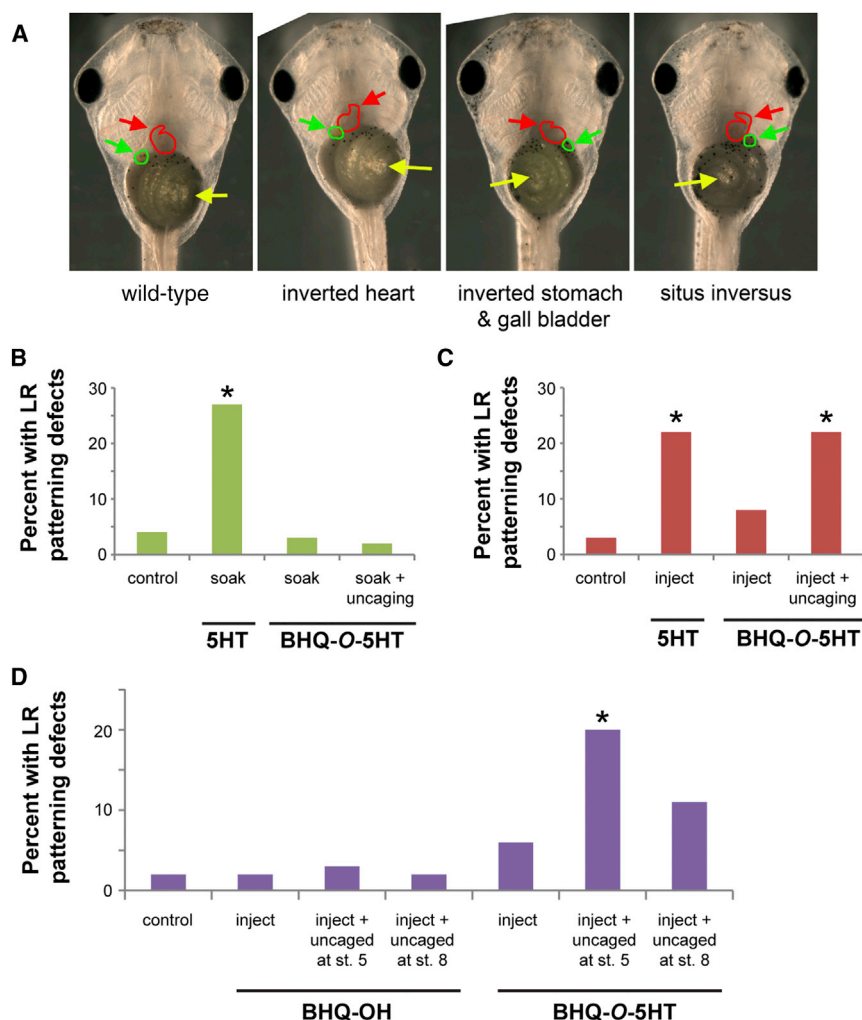 A
wild-type
inverted heart
inverted stomach
& gall bladder
situs inversus
B
Percent with LR
patterning defects
30
20
10
0
*
control
soak
soak
soak +
uncaging
5HT
BHQ-O-5HT
C
Percent with LR
patterning defects
30
20
10
0
*
*
control
inject
inject
inject +
uncaging
5HT
BHQ-O-5HT
D
Percent with LR
patterning defects
20
10
0
*
control
inject
inject +
uncaged
at st. 5
inject +
uncaged
at st. 8
inject
inject +
uncaged
at st. 5
inject +
uncaged
at st. 8
BHQ-OH
BHQ-O-5HT